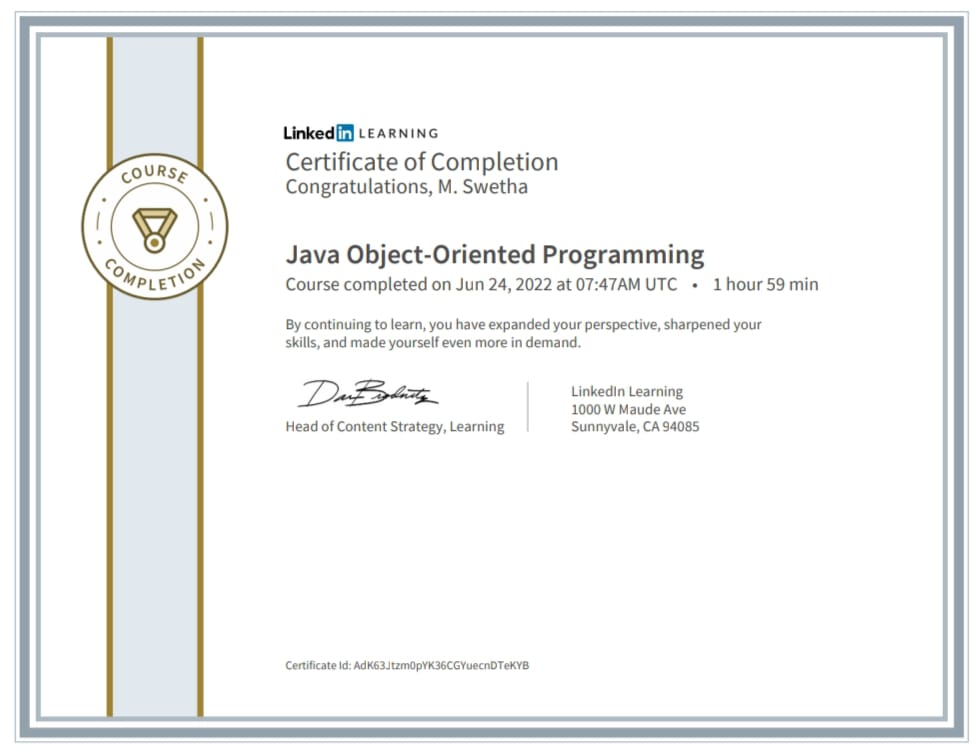 COURSE
COMPLETION
Linked in LEARNING
Certificate of Completion
Congratulations, M. Swetha
Java Object-Oriented Programming
Course completed on Jun 24, 2022 at 07:47AM UTC • 1 hour 59 min
By continuing to learn, you have expanded your perspective, sharpened your
skills, and made yourself even more in demand.
Head of Content Strategy, Learning
LinkedIn Learning
1000 W Maude Ave
Sunnyvale, CA 94085
Certificate Id: AdK63Jtzm0pYK36CGYuecnDTeKYB